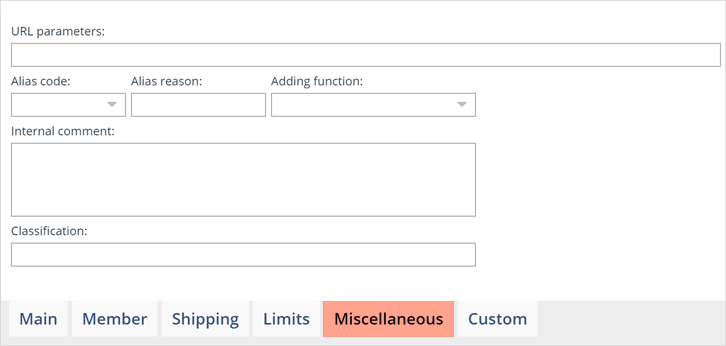 URL parameters:
Alias code: Alias reason: Adding function:
Internal comment:
Classification:
Main Member Shipping Limits Miscellaneous Custom